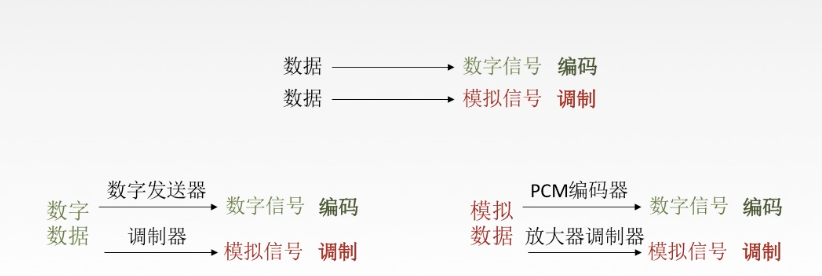 数据 数字信号 编码
数据 模拟信号 调制
数字发送器
数字 数字信号 编码
数据 调制器
模拟信号 调制
PCM编码器
模拟 数字信号 编码
数据 放大器调制器
模拟信号 调制